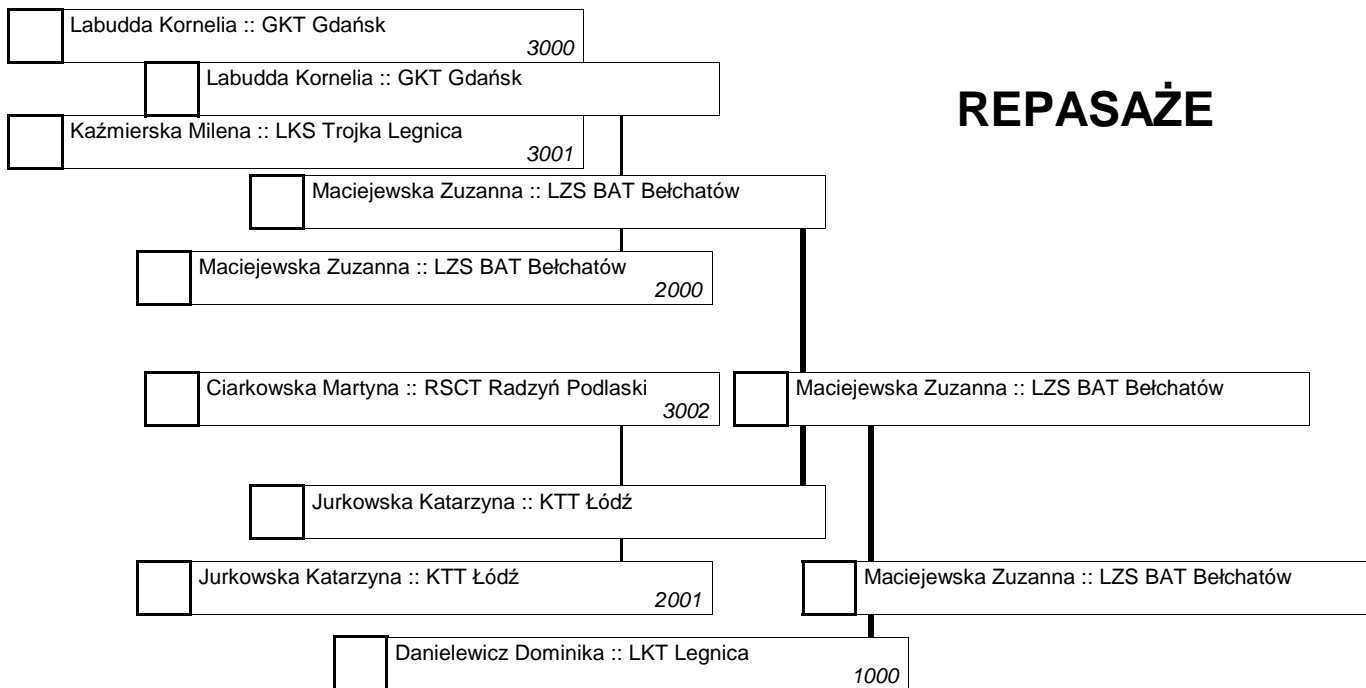 Labudda Kornelia :: GKT Gdańsk
3000
Labudda Kornelia :: GKT Gdańsk
REPASAŻE
Kaźmierska Milena :: LKS Trojka Legnica
3001
Maciejewska Zuzanna :: LZS BAT Bełchatów
Maciejewska Zuzanna :: LZS BAT Bełchatów
2000
Ciarkowska Martyna :: RSCT Radzyń Podlaski
3002
Maciejewska Zuzanna :: LZS BAT Bełchatów
Jurkowska Katarzyna :: KTT Łódź
Jurkowska Katarzyna :: KTT Łódź
2001
Maciejewska Zuzanna :: LZS BAT Bełchatów
Danielewicz Dominika :: LKT Legnica
1000